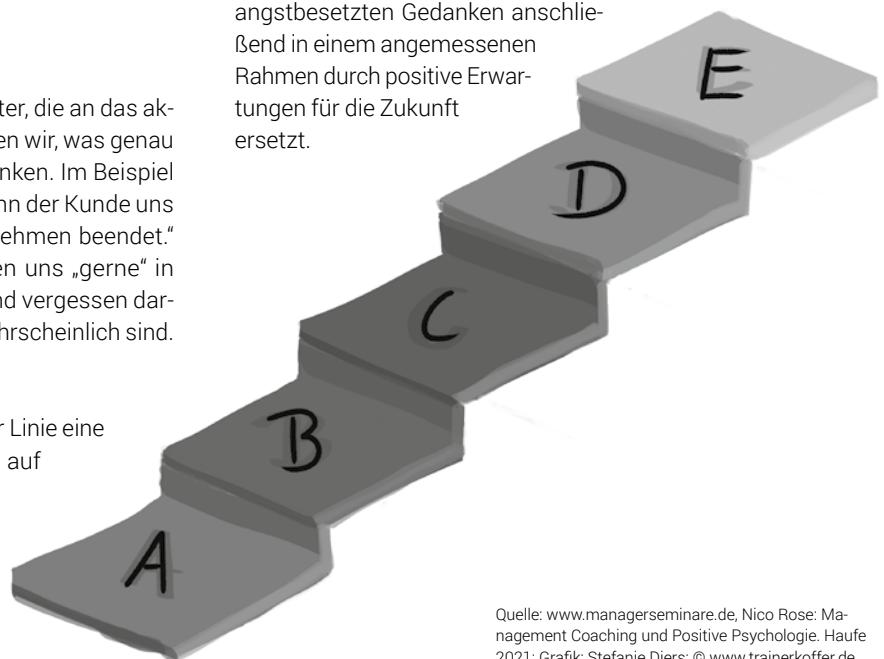 angstbesetzten Gedanken anschlie-
ßend in einem angemessenen
Rahmen durch positive Erwar-
tungen für die Zukunft
ersetzt.
ter, die an das ak-
en wir, was genau
nken. Im Beispiel
nn der Kunde uns
ehmen beendet.“
en uns „gerne“ in
nd vergessen dar-
hrscheinlich sind.
r Linie eine
auf
E
D
C
B
A
Quelle: www.managerseminare.de, Nico Rose: Ma-
nagement Coaching und Positive Psychologie. Haufe
2021; Grafik: Stefanie Diers; © www.trainerkoffer.de